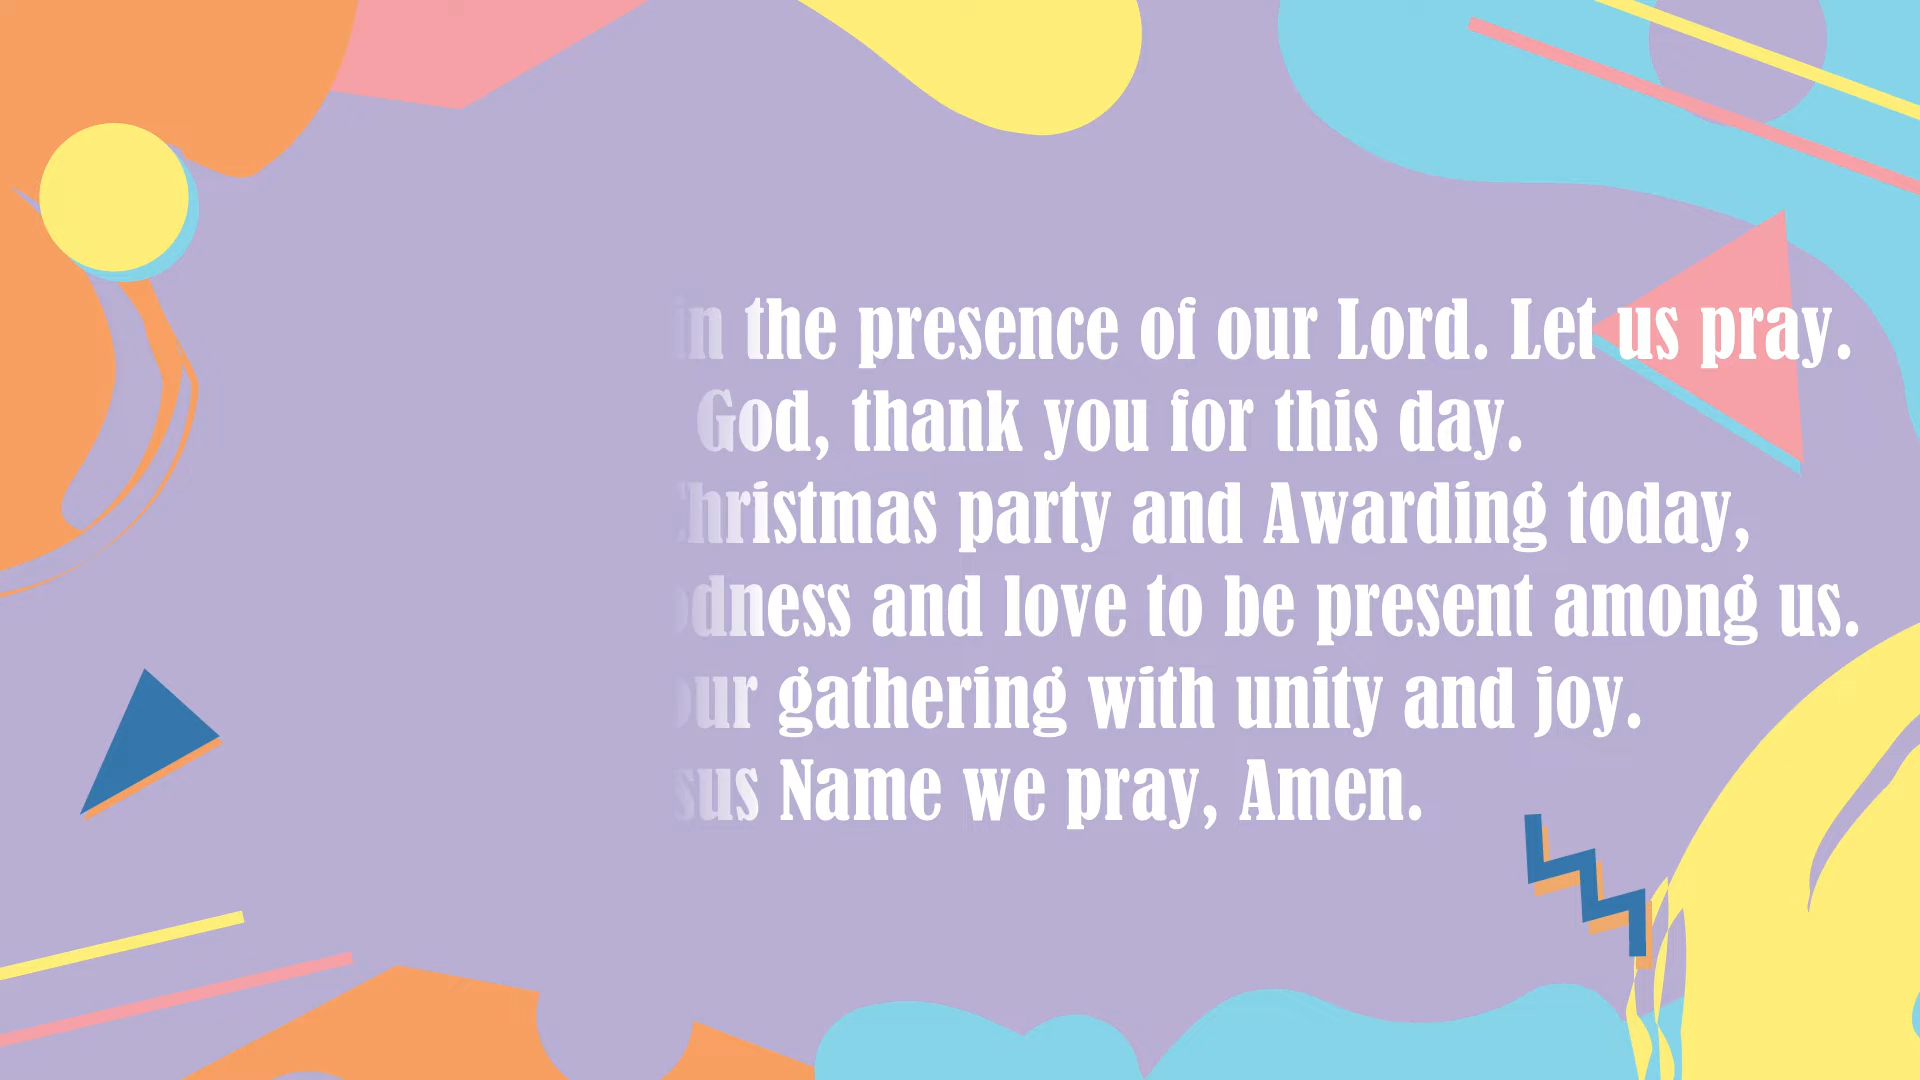 in the presence of our Lord. Let us pray.
God, thank you for this day.
Christmas party and Awarding today,
dness and love to be present among us.
our gathering with unity and joy.
sus Name we pray, Amen.